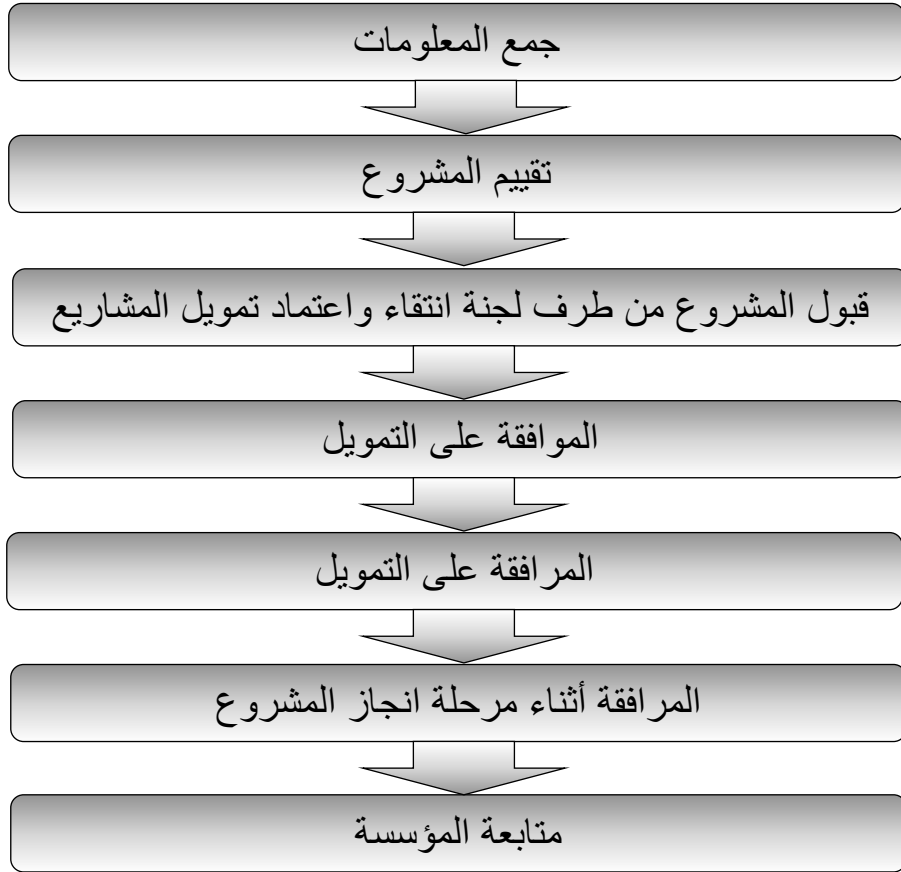 جمع المعلومات
تقييم المشروع
قبول المشروع من طرف لجنة انتقاء واعتماد تمويل المشاريع
الموافقة على التمويل
المرافقة على التمويل
المرافقة أثناء مرحلة انجاز المشروع
متابعة المؤسسة